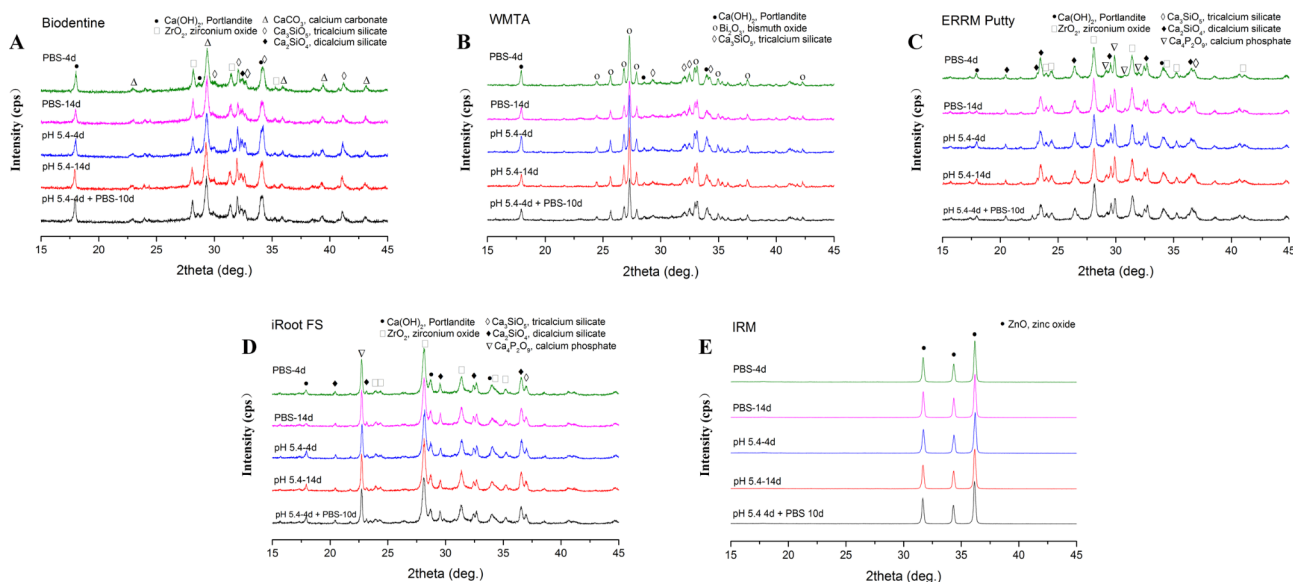 A
Biodentine
● Ca(OH)₂, Portlandite
△ CaCO₃, calcium carbonate
□ ZrO₂, zirconium oxide
◊ Ca₃SiO₅, tricalcium silicate
◆ Ca₂SiO₄, dicalcium silicate
Intensity (cps)
PBS-4d
PBS-14d
pH 5.4-4d
pH 5.4-14d
pH 5.4-4d + PBS-10d
15 20 25 30 35 40 45
2theta (deg.)
B
WMTA
● Ca(OH)₂, Portlandite
o Bi₂O₃, bismuth oxide
◊ Ca₃SiO₅, tricalcium silicate
Intensity (cps)
PBS-4d
PBS-14d
pH 5.4-4d
pH 5.4-14d
pH 5.4-4d + PBS-10d
15 20 25 30 35 40 45
2theta (deg.)
C
ERRM Putty
● Ca(OH)₂, Portlandite
◊ Ca₃SiO₅, tricalcium silicate
□ ZrO₂, zirconium oxide
◆ Ca₂SiO₄, dicalcium silicate
▽ Ca₄P₂O₉, calcium phosphate
Intensity (cps)
PBS-4d
PBS-14d
pH 5.4-4d
pH 5.4-14d
pH 5.4-4d + PBS-10d
15 20 25 30 35 40 45
2theta (deg.)
D
iRoot FS
● Ca(OH)₂, Portlandite
◊ Ca₃SiO₅, tricalcium silicate
□ ZrO₂, zirconium oxide
◆ Ca₂SiO₄, dicalcium silicate
▽ Ca₄P₂O₉, calcium phosphate
Intensity (cps)
PBS-4d
PBS-14d
pH 5.4-4d
pH 5.4-14d
pH 5.4-4d + PBS-10d
15 20 25 30 35 40 45
2theta (deg.)
E
IRM
● ZnO, zinc oxide
Intensity (cps)
PBS-4d
PBS-14d
pH 5.4-4d
pH 5.4-14d
pH 5.4 4d + PBS 10d
15 20 25 30 35 40 45
2theta (deg.)